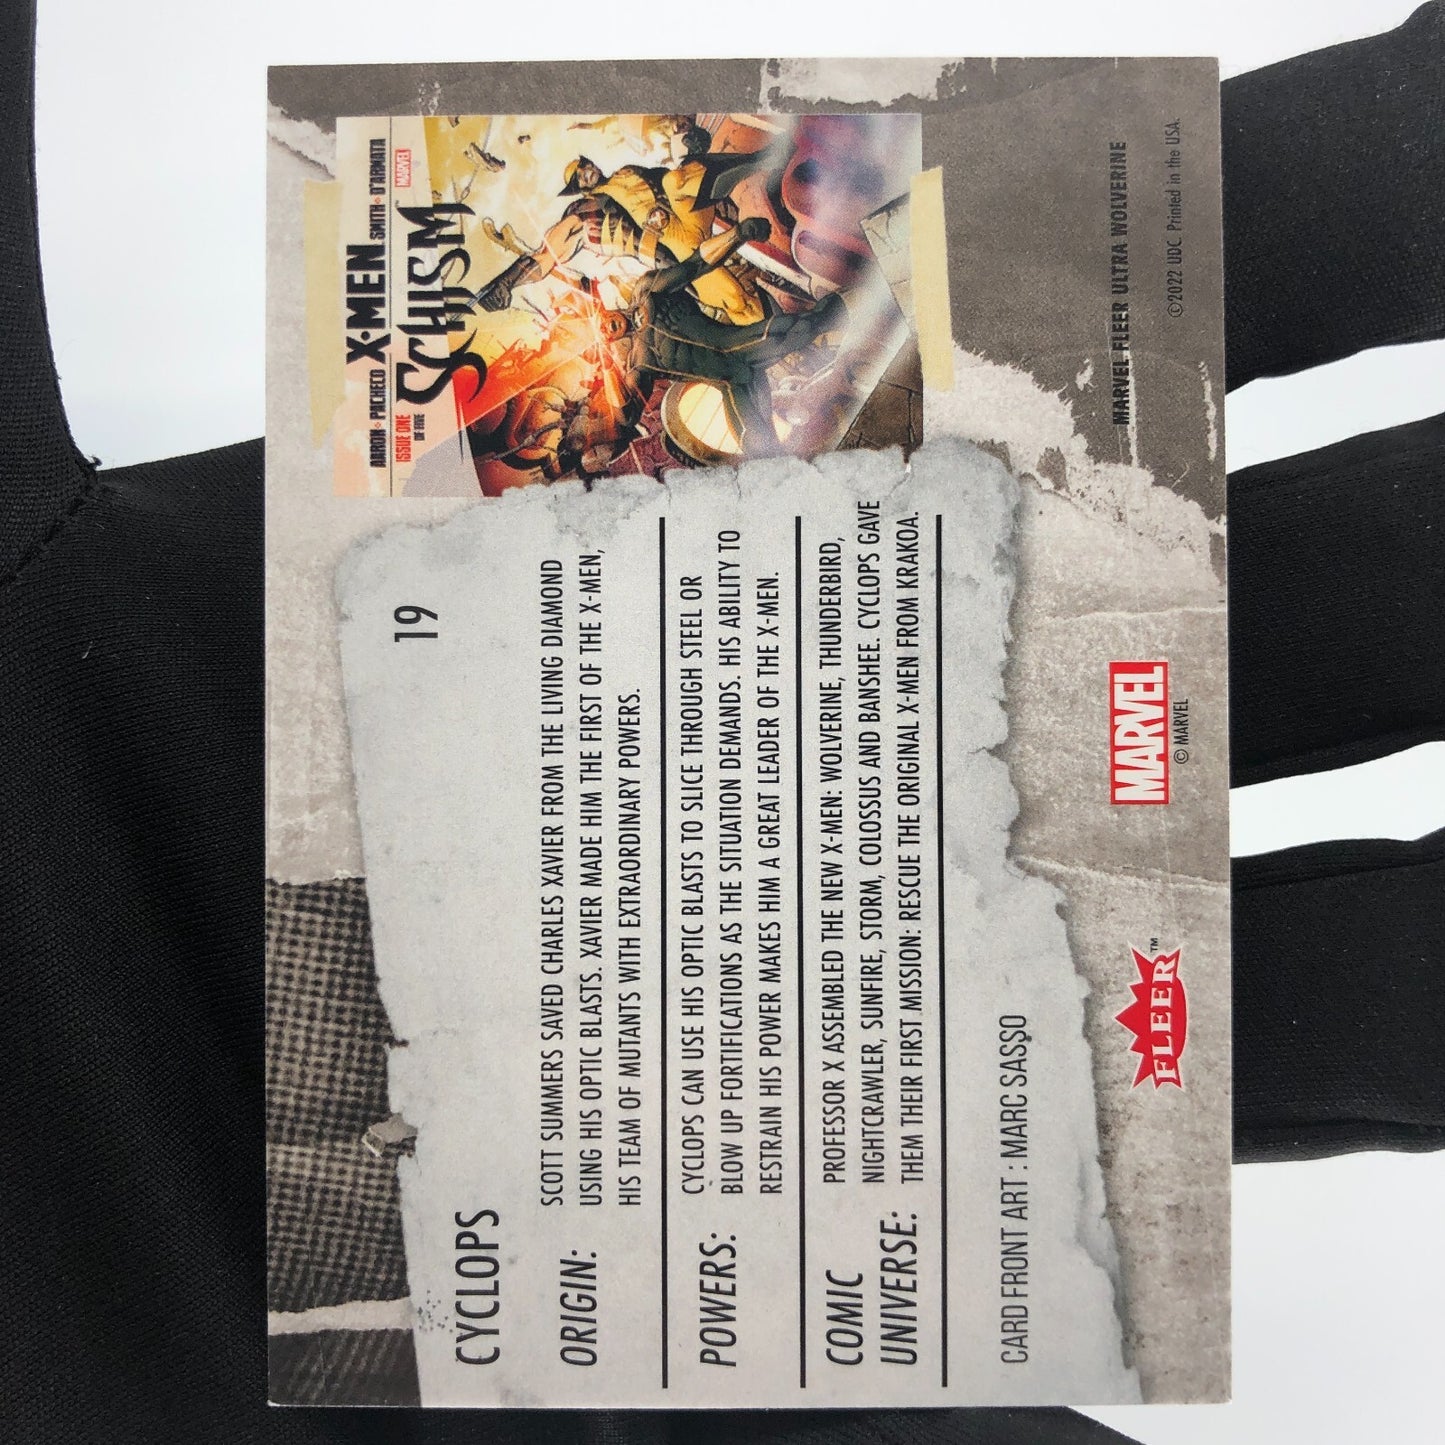 19
CYCLOPS
ORIGIN:
SCOTT SUMMERS SAVED CHARLES XAVIER FROM THE LIVING DIAMOND
USING HIS OPTIC BLASTS. XAVIER MADE HIM THE FIRST OF THE X-MEN,
HIS TEAM OF MUTANTS WITH EXTRAORDINARY POWERS.
POWERS:
CYCLOPS CAN USE HIS OPTIC BLASTS TO SLICE THROUGH STEEL OR
BLOW UP FORTIFICATIONS AS THE SITUATION DEMANDS. HIS ABILITY TO
RESTRAIN HIS POWER MAKES HIM A GREAT LEADER OF THE X-MEN.
COMIC
UNIVERSE:
PROFESSOR X ASSEMBLED THE NEW X-MEN: WOLVERINE, THUNDERBIRD,
NIGHTCRAWLER, SUNFIRE, STORM, COLOSSUS AND BANSHEE. CYCLOPS GAVE
THEM THEIR FIRST MISSION: RESCUE THE ORIGINAL X-MEN FROM KRAKOA.
CARD FRONT ART : MARC SASSO
AARON • PACHECO X-MEN SMITH • D'ARMATA
ISSUE ONE
OF FIVE
SCHISM™
MARVEL
FLEER™
MARVEL
© MARVEL
MARVEL FLEER ULTRA WOLVERINE
©2022 UDC. Printed in the USA.